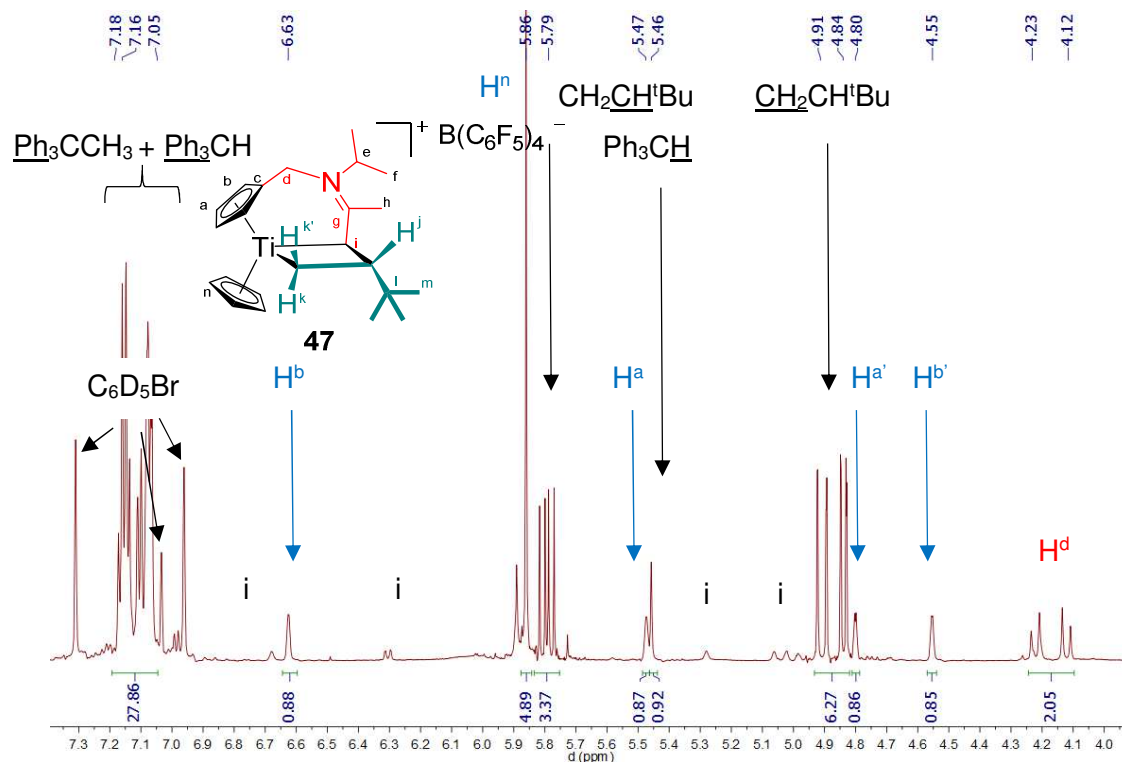 7.18 7.16 7.05 6.63 5.86 5.79 5.47 5.46 4.91 4.84 4.80 4.55 4.23 4.12
Hⁿ
CH₂CHᵗBu CH₂CHᵗBu
]⁺ B(C₆F₅)₄⁻
Ph₃CCH₃ + Ph₃CH
Ph₃CH
e
b c d N f
a h
g
k' H Hʲ
Ti i
n l m
Hᵏ
47
C₆D₅Br Hᵇ Hᵃ Hᵃ' Hᵇ'
Hᵈ
i i i i
27.86 0.88 4.89 3.37 0.87 0.92 6.27 0.86 0.85 2.05
7.3 7.2 7.1 7.0 6.9 6.8 6.7 6.6 6.5 6.4 6.3 6.2 6.1 6.0 5.9 5.8 5.7 5.6 5.5 5.4 5.3 5.2 5.1 5.0 4.9 4.8 4.7 4.6 4.5 4.4 4.3 4.2 4.1 4.0
d (ppm)